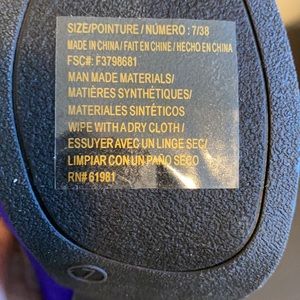 SIZE/POINTURE / NÚMERO : 7/38
MADE IN CHINA / FAIT EN CHINE / HECHO EN CHINA
FSC#: F3798681
MAN MADE MATERIALS/
MATIÈRES SYNTHÉTIQUES/
MATERIALES SINTÉTICOS
WIPE WITH A DRY CLOTH /
ESSUYER AVEC UN LINGE SEC/
LIMPIAR CON UN PAÑO SECO
RN# 61981
7